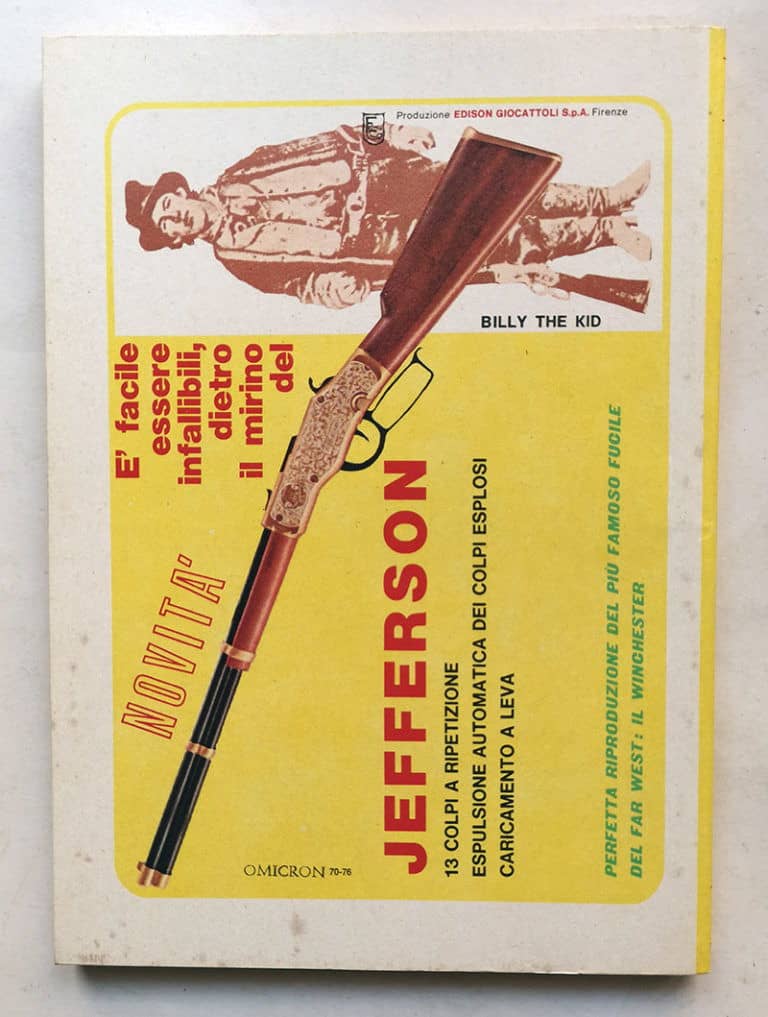 Produzione EDISON GIOCATTOLI S.p.A. Firenze
BILLY THE KID
E' facile
essere
infallibili,
dietro
il mirino
del
NOVITA'
JEFFERSON
13 COLPI A RIPETIZIONE
ESPULSIONE AUTOMATICA DEI COLPI ESPLOSI
CARICAMENTO A LEVA
PERFETTA RIPRODUZIONE DEL PIÙ FAMOSO FUCILE
DEL FAR WEST: IL WINCHESTER
OMICRON 70-76